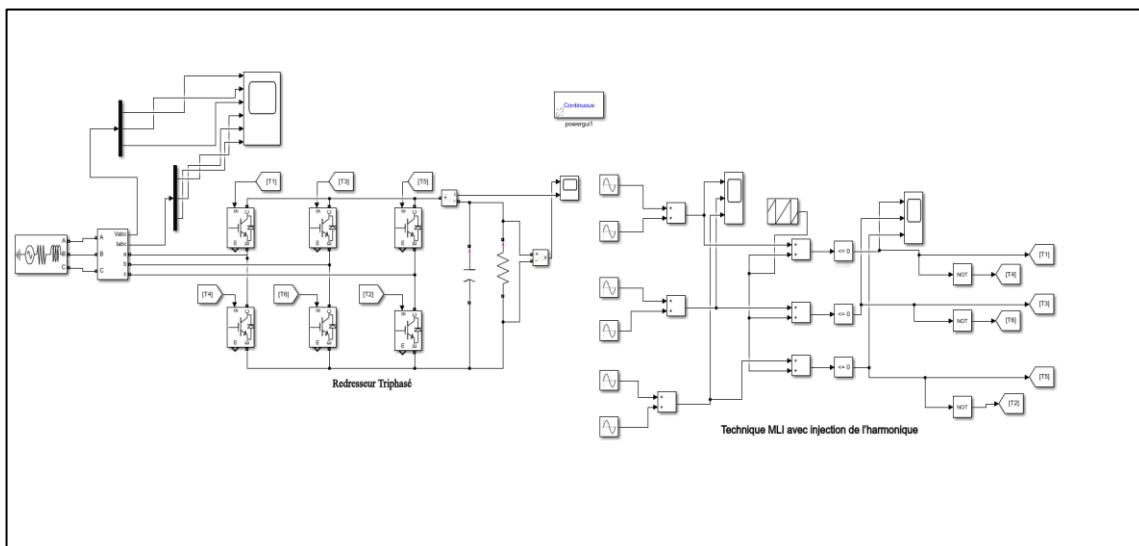 Continuous
powergui1
[T1]
[T3]
[T5]
Vabc
Iabc
A
B
C
A
B
C
a
b
c
g
C
E
g
C
E
g
C
E
[T4]
[T6]
[T2]
g
C
E
g
C
E
g
C
E
Redresseur Triphasé
<= 0
[T1]
NOT
[T4]
<= 0
[T3]
NOT
[T6]
<= 0
[T5]
NOT
[T2]
Technique MLI avec injection de l'harmonique